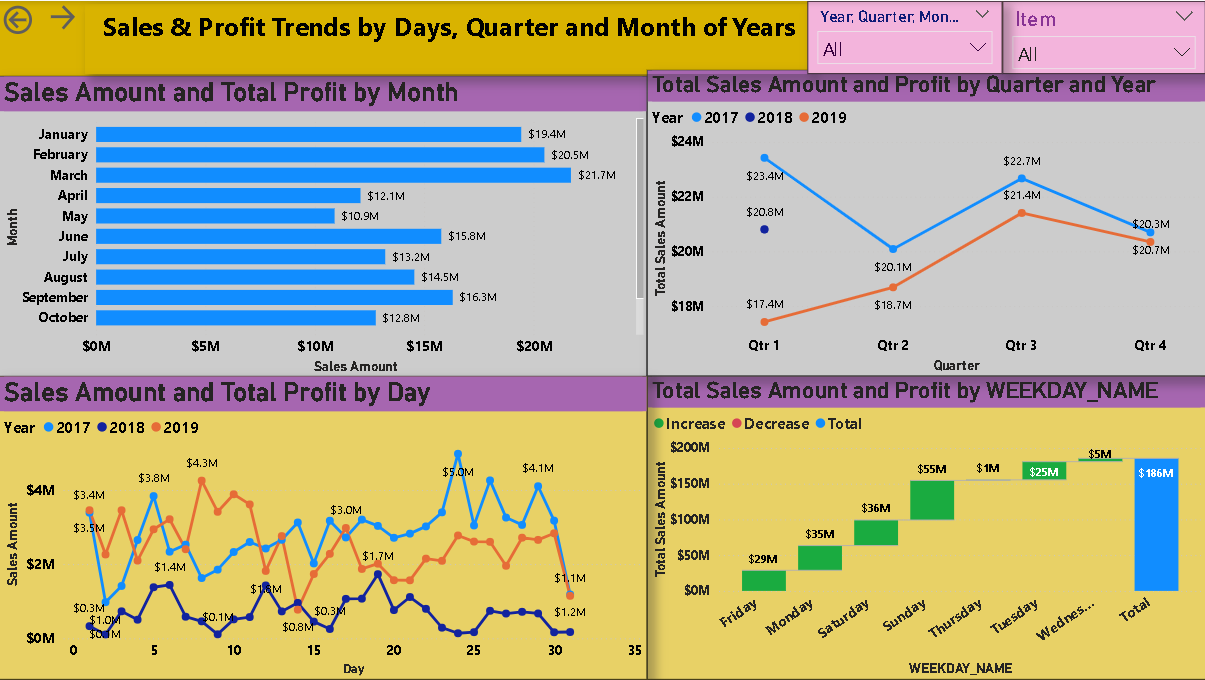 Sales & Profit Trends by Days, Quarter and Month of Years
Year, Quarter, Mon...
All
Item
All
Sales Amount and Total Profit by Month
Month
January $19.4M
February $20.5M
March $21.7M
April $12.1M
May $10.9M
June $15.8M
July $13.2M
August $14.5M
September $16.3M
October $12.8M
$0M $5M $10M $15M $20M
Sales Amount
Total Sales Amount and Profit by Quarter and Year
Year 2017 2018 2019
Total Sales Amount
$24M
$22M
$20M
$18M
$23.4M
$20.8M
$17.4M
$20.1M
$18.7M
$22.7M
$21.4M
$20.3M
$20.7M
Qtr 1 Qtr 2 Qtr 3 Qtr 4
Quarter
Sales Amount and Total Profit by Day
Year 2017 2018 2019
Sales Amount
$4M
$2M
$0M
$3.4M
$3.5M
$0.3M
$1.0M
$3.8M
$1.4M
$4.3M
$0.1M
$0.8M
$3.0M
$0.3M
$1.7M
$5.0M
$4.1M
$1.1M
$1.2M
0 5 10 15 20 25 30 35
Day
Total Sales Amount and Profit by WEEKDAY_NAME
Increase Decrease Total
Total Sales Amount
$200M
$150M
$100M
$50M
$0M
$29M
$35M
$36M
$55M
$1M
$25M
$5M
$186M
Friday Monday Saturday Sunday Thursday Tuesday Wednes... Total
WEEKDAY_NAME